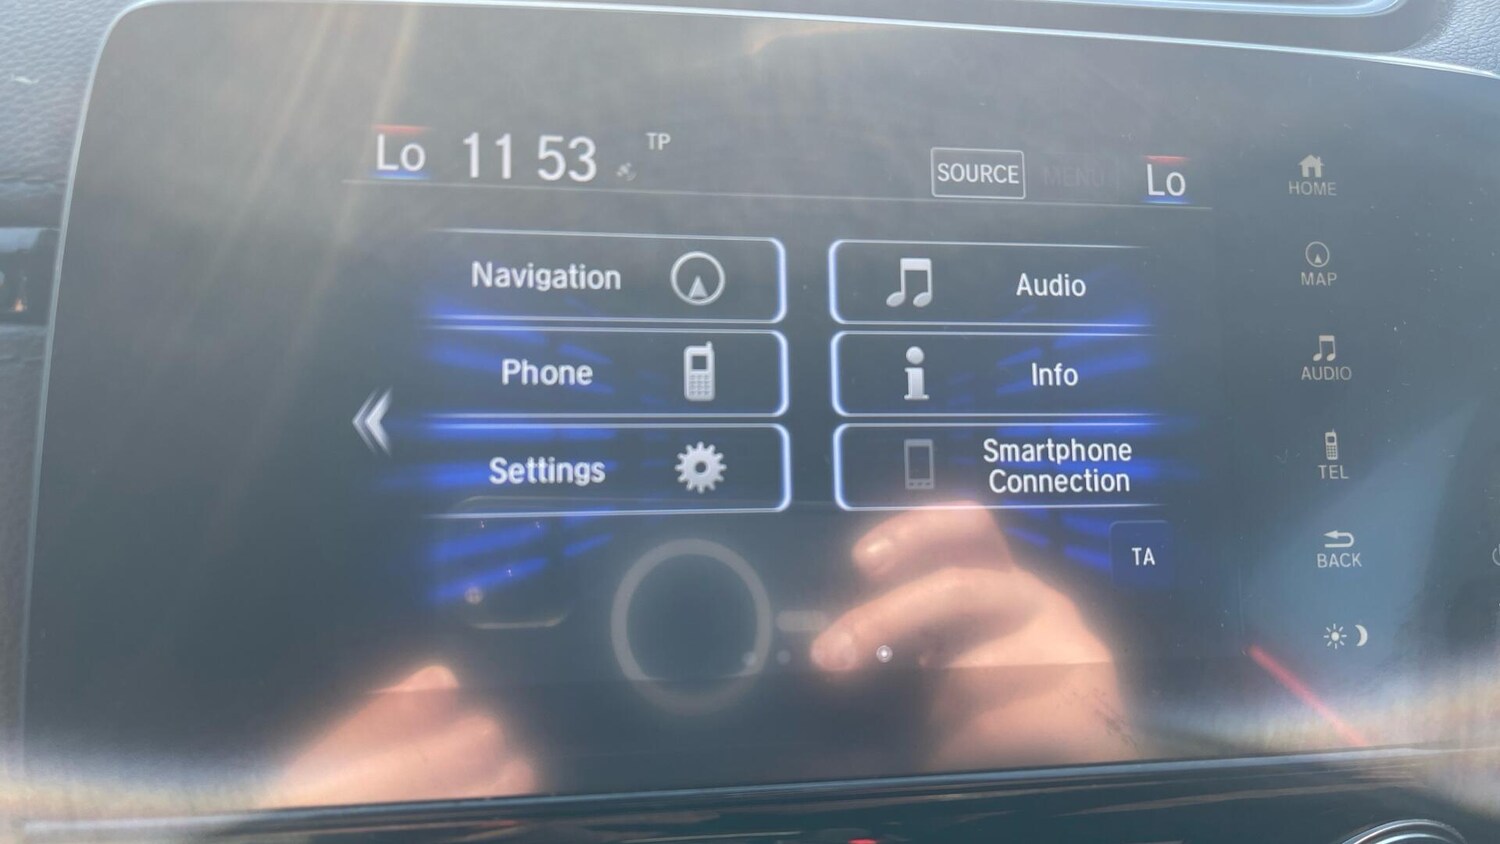 Lo 11 53 TP SOURCE MENU Lo
Navigation
Audio
Phone
Info
Settings
Smartphone
Connection
TA
HOME
MAP
AUDIO
TEL
BACK